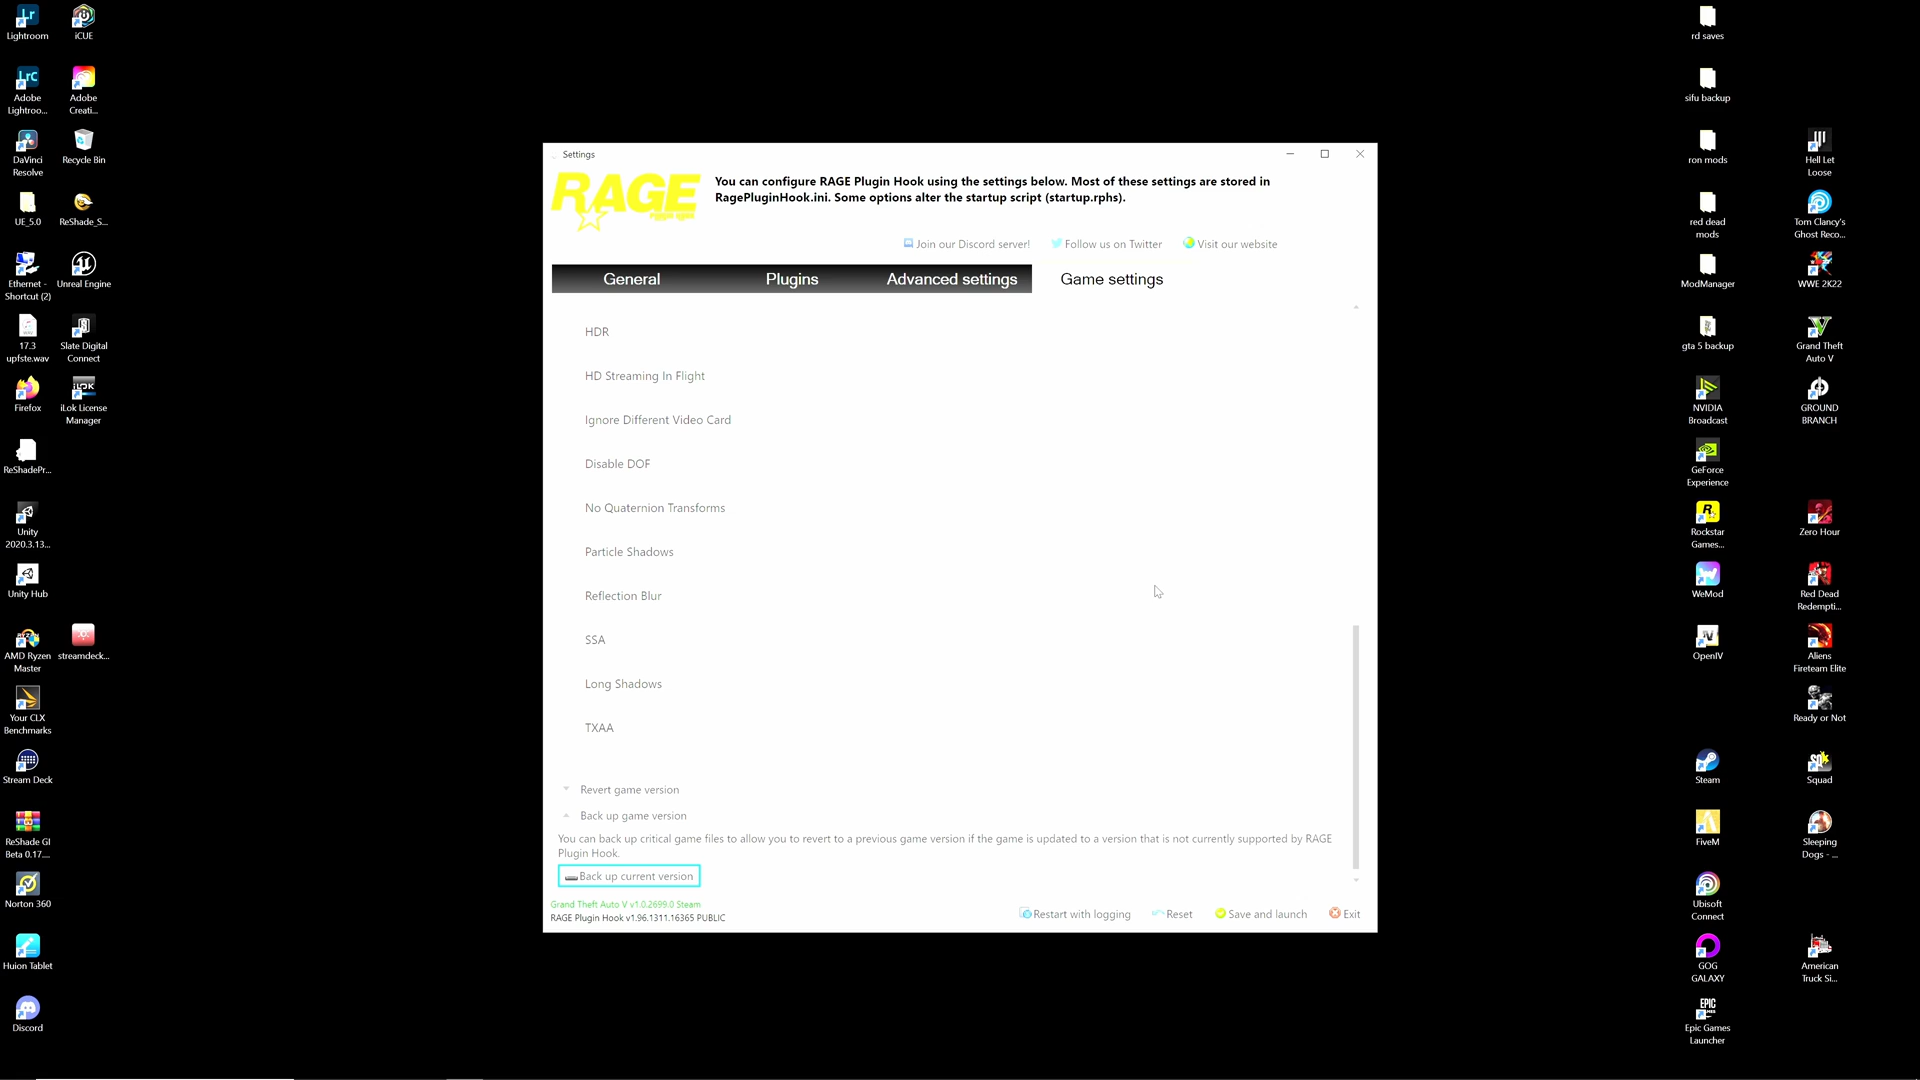 Lightroom
iCUE
Adobe
Lightroo...
Adobe
Creati...
DaVinci
Resolve
Recycle Bin
UE_5.0
ReShade_S...
Ethernet -
Shortcut (2)
Unreal Engine
17.3
upfste.wav
Slate Digital
Connect
Firefox
iLok License
Manager
ReShadePr...
Unity
2020.3.13...
Unity Hub
AMD Ryzen
Master
streamdeck...
Your CLX
Benchmarks
Stream Deck
ReShade GI
Beta 0.17....
Norton 360
Huion Tablet
Discord
Settings
RAGE
You can configure RAGE Plugin Hook using the settings below. Most of these settings are stored in
RagePluginHook.ini. Some options alter the startup script (startup.rphs).
Join our Discord server!
Follow us on Twitter
Visit our website
General
Plugins
Advanced settings
Game settings
HDR
HD Streaming In Flight
Ignore Different Video Card
Disable DOF
No Quaternion Transforms
Particle Shadows
Reflection Blur
SSA
Long Shadows
TXAA
Revert game version
Back up game version
You can back up critical game files to allow you to revert to a previous game version if the game is updated to a version that is not currently supported by RAGE
Plugin Hook.
Back up current version
Grand Theft Auto V v1.0.2699.0 Steam
RAGE Plugin Hook v1.96.1311.16365 PUBLIC
Restart with logging
Reset
Save and launch
Exit
rd saves
sifu backup
ron mods
Hell Let
Loose
red dead
mods
Tom Clancy's
Ghost Reco...
ModManager
WWE 2K22
gta 5 backup
Grand Theft
Auto V
NVIDIA
Broadcast
GROUND
BRANCH
GeForce
Experience
Rockstar
Games...
Zero Hour
WeMod
Red Dead
Redempti...
OpenIV
Aliens
Fireteam Elite
Ready or Not
Steam
Squad
FiveM
Sleeping
Dogs - ...
Ubisoft
Connect
GOG
GALAXY
American
Truck Si...
Epic Games
Launcher